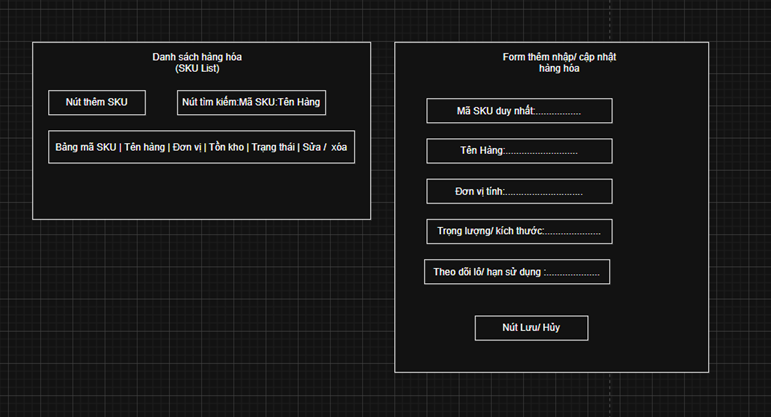 Danh sách hàng hóa
(SKU List)
Nút thêm SKU
Nút tìm kiếm:Mã SKU:Tên Hàng
Bảng mã SKU | Tên hàng | Đơn vị | Tồn kho | Trạng thái | Sửa / xóa
Form thêm nhập/ cập nhật
hàng hóa
Mã SKU duy nhất:.................
Tên Hàng:...........................
Đơn vị tính:.............................
Trọng lượng/ kích thước:.....................
Theo dõi lô/ hạn sử dụng :....................
Nút Lưu/ Hủy